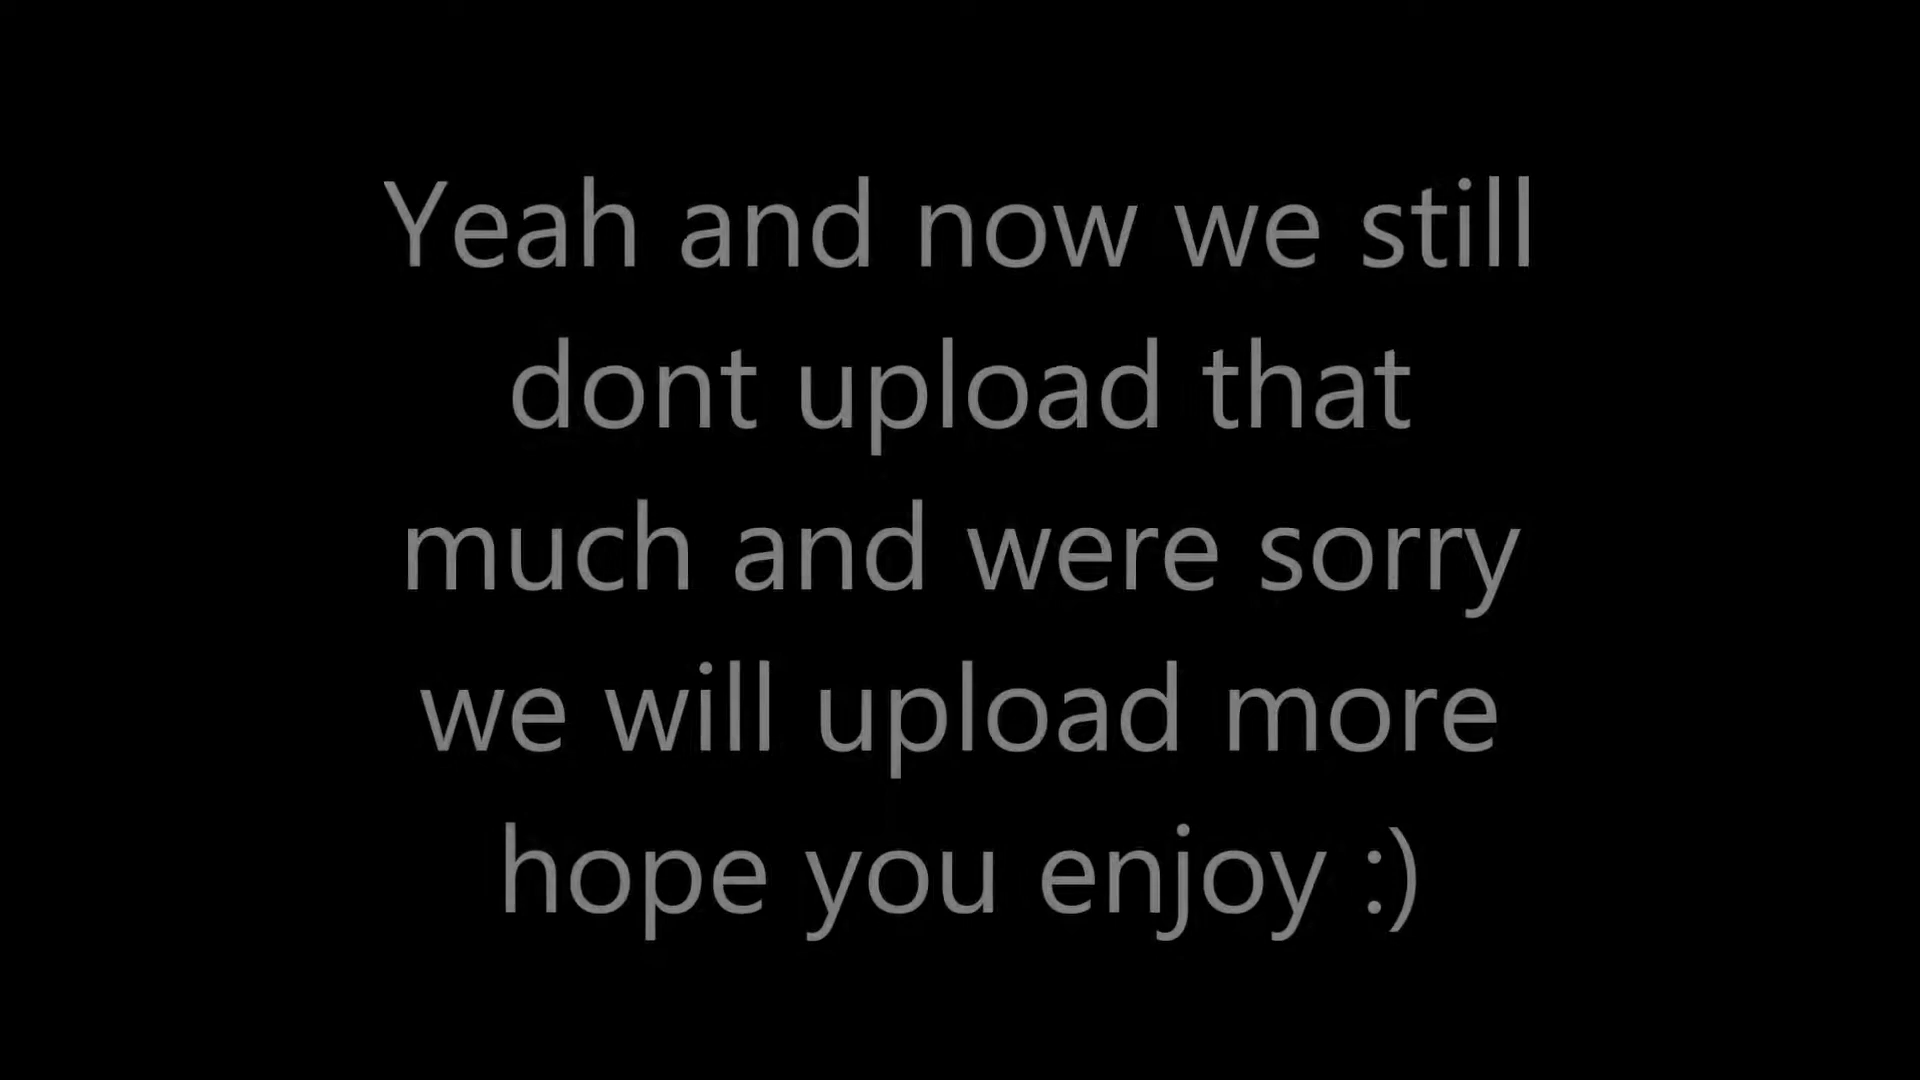 Yeah and now we still
dont upload that
much and were sorry
we will upload more
hope you enjoy :)